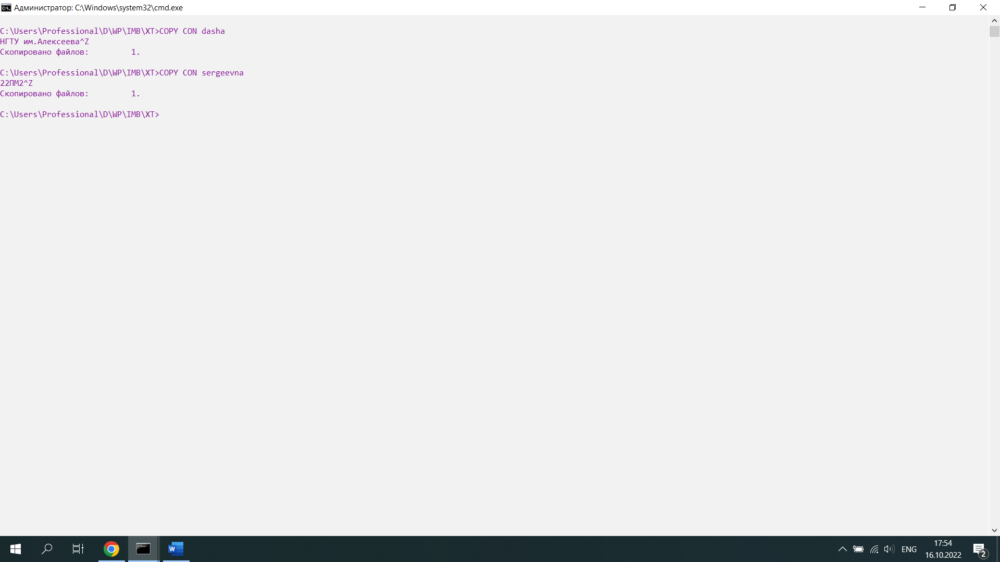 Администратор: C:\Windows\system32\cmd.exe
C:\Users\Professional\D\WP\IMB\XT>COPY CON dasha
НГТУ им.Алексеева^Z
Скопировано файлов:         1.
C:\Users\Professional\D\WP\IMB\XT>COPY CON sergeevna
22ПМ2^Z
Скопировано файлов:         1.
C:\Users\Professional\D\WP\IMB\XT>
ENG
17:54
16.10.2022
2